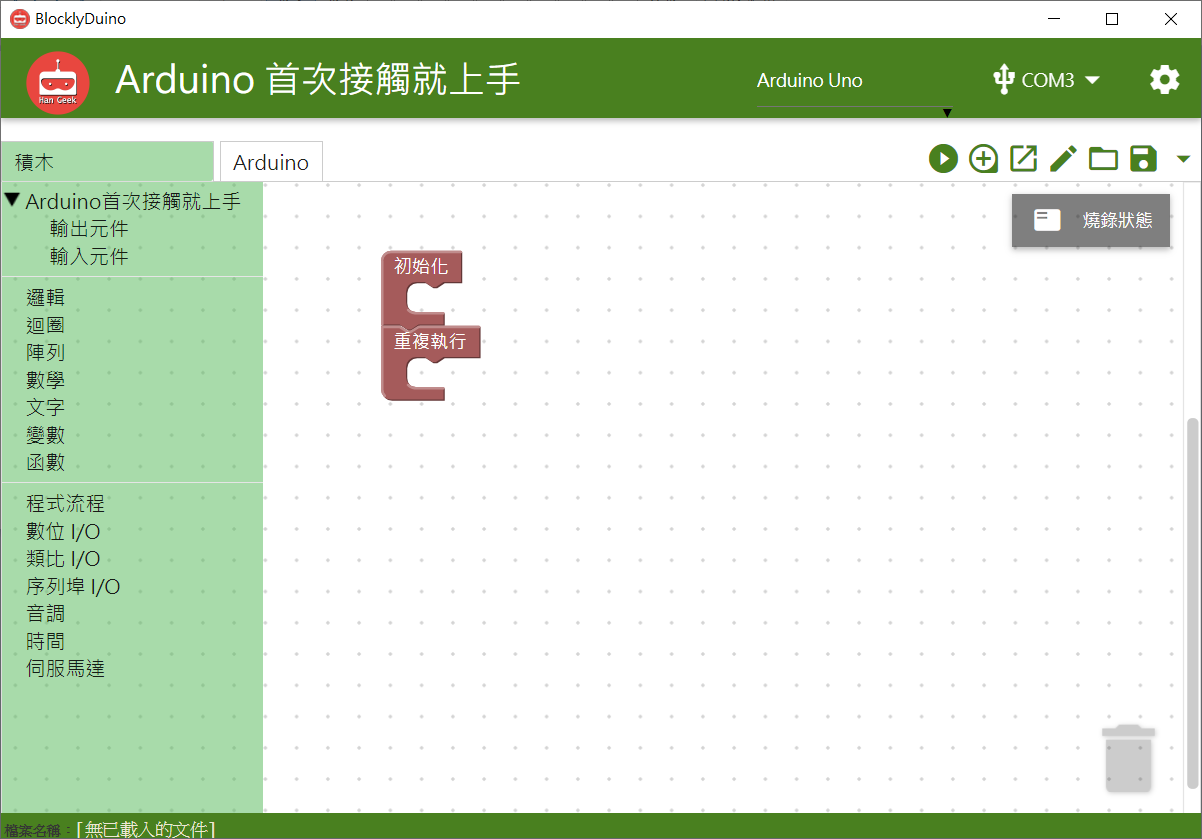 BlocklyDuino
Han Geek
Arduino 首次接觸就上手
Arduino Uno
COM3
積木
Arduino
Arduino首次接觸就上手
輸出元件
輸入元件
邏輯
迴圈
陣列
數學
文字
變數
函數
程式流程
數位 I/O
類比 I/O
序列埠 I/O
音調
時間
伺服馬達
初始化
重複執行
燒錄狀態
檔案名稱：[無已載入的文件]